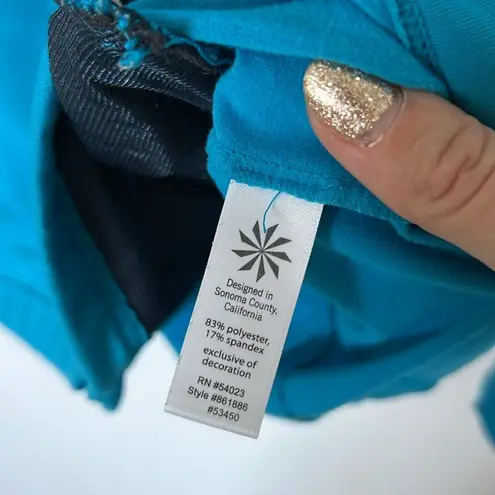 Designed in
Sonoma County,
California
83% polyester,
17% spandex
exclusive of
decoration
RN #54023
Style #861886
#53450